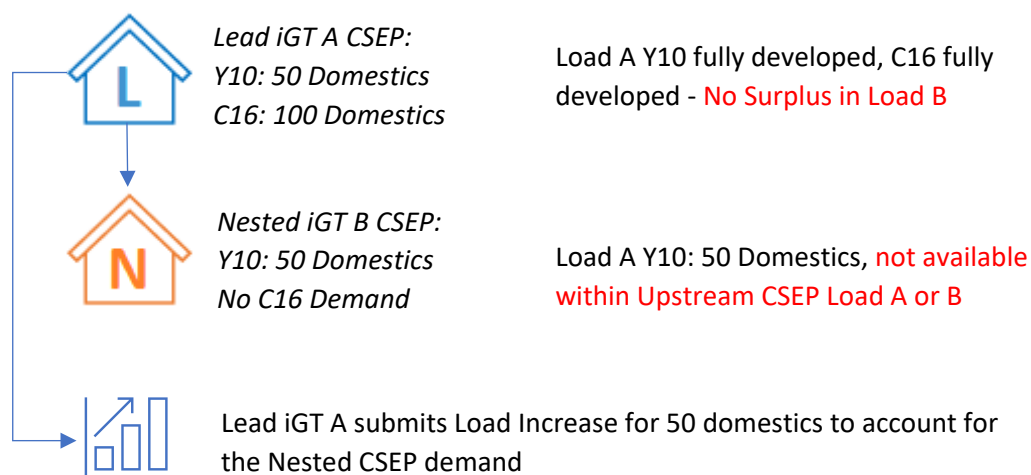 L
Lead iGT A CSEP:
Y10: 50 Domestics
C16: 100 Domestics
Load A Y10 fully developed, C16 fully
developed - No Surplus in Load B
N
Nested iGT B CSEP:
Y10: 50 Domestics
No C16 Demand
Load A Y10: 50 Domestics, not available
within Upstream CSEP Load A or B
Lead iGT A submits Load Increase for 50 domestics to account for
the Nested CSEP demand